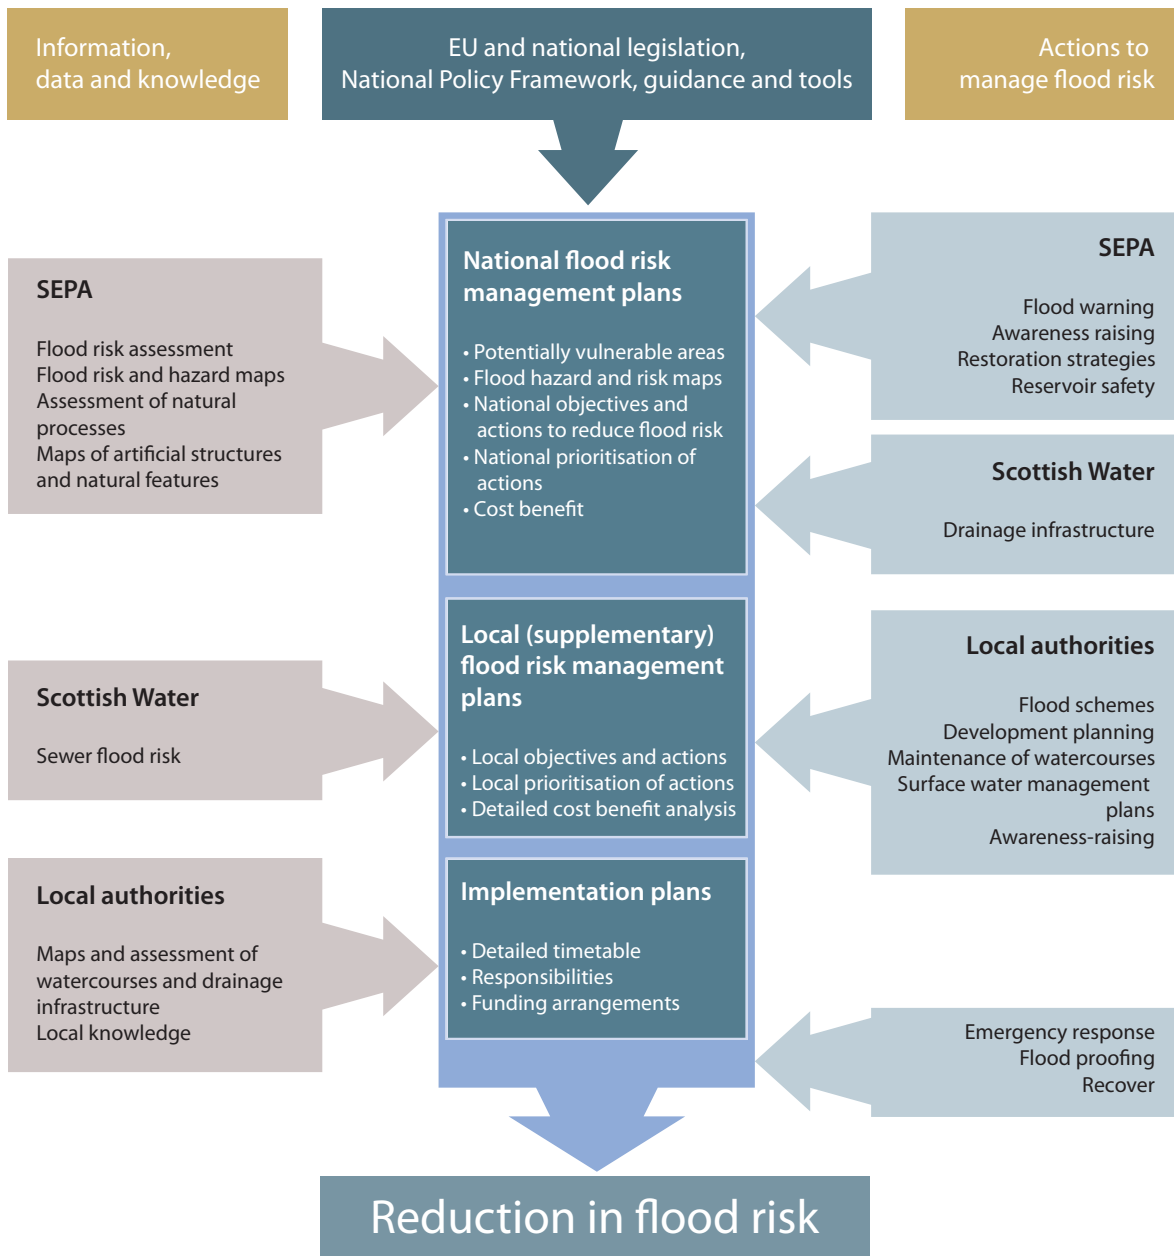 Information,
data and knowledge
EU and national legislation,
National Policy Framework, guidance and tools
Actions to
manage flood risk
SEPA
Flood risk assessment
Flood risk and hazard maps
Assessment of natural
processes
Maps of artificial structures
and natural features
Scottish Water
Sewer flood risk
Local authorities
Maps and assessment of
watercourses and drainage
infrastructure
Local knowledge
National flood risk
management plans
• Potentially vulnerable areas
• Flood hazard and risk maps
• National objectives and
actions to reduce flood risk
• National prioritisation of
actions
• Cost benefit
Local (supplementary)
flood risk management
plans
• Local objectives and actions
• Local prioritisation of actions
• Detailed cost benefit analysis
Implementation plans
• Detailed timetable
• Responsibilities
• Funding arrangements
SEPA
Flood warning
Awareness raising
Restoration strategies
Reservoir safety
Scottish Water
Drainage infrastructure
Local authorities
Flood schemes
Development planning
Maintenance of watercourses
Surface water management
plans
Awareness-raising
Emergency response
Flood proofing
Recover
Reduction in flood risk